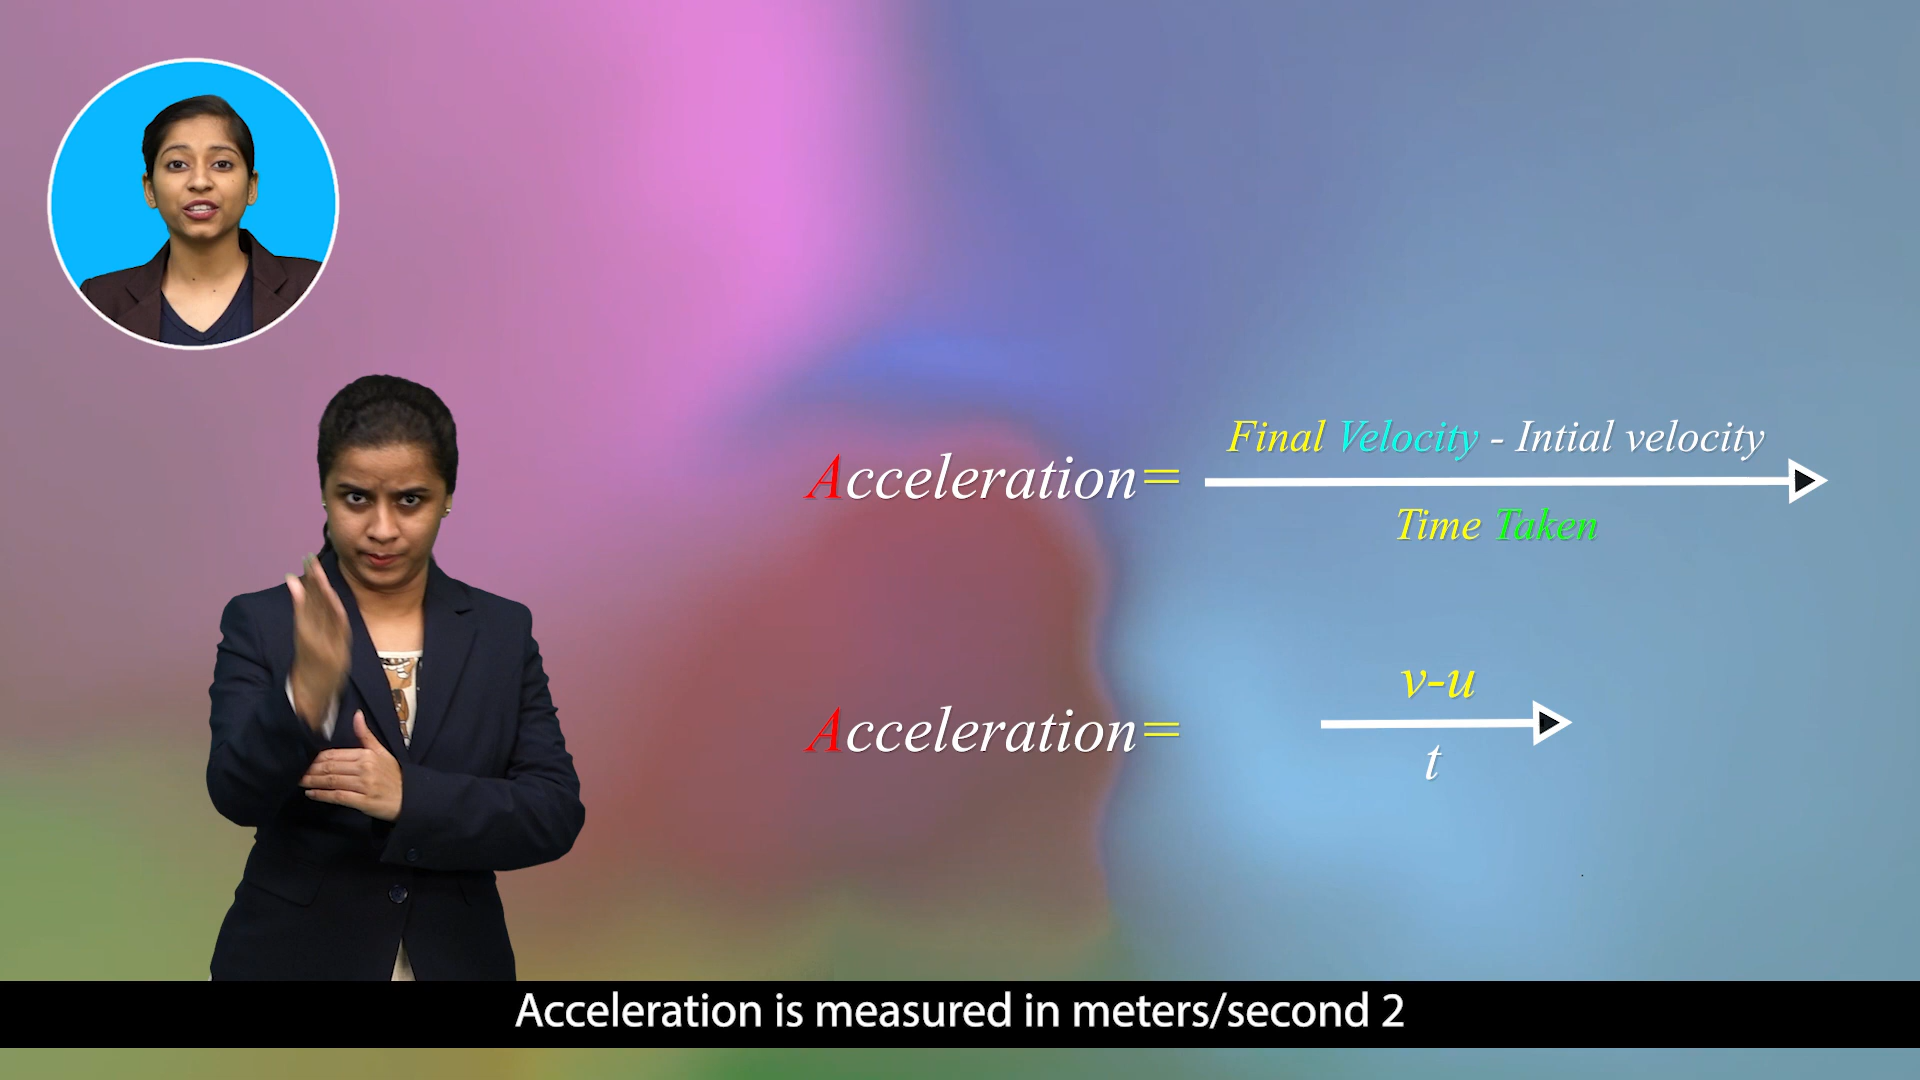 Final Velocity - Intial velocity
Acceleration=
Time Taken
v-u
Acceleration=
t
Acceleration is measured in meters/second 2